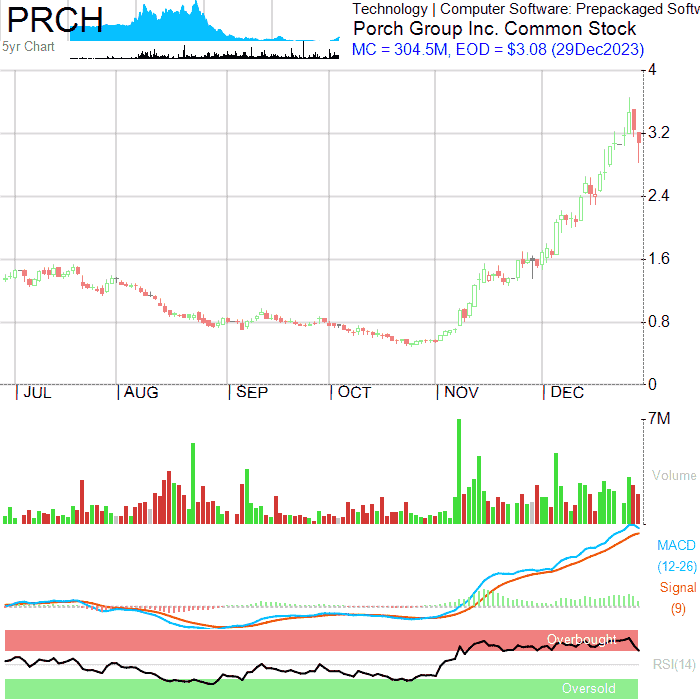 PRCH
5yr Chart
Technology | Computer Software: Prepackaged Softw
Porch Group Inc. Common Stock
MC = 304.5M, EOD = $3.08 (29Dec2023)
4
3.2
2.4
1.6
0.8
0
JUL AUG SEP OCT NOV DEC
7M
Volume
MACD
(12-26)
Signal
(9)
Overbought
RSI(14)
Oversold